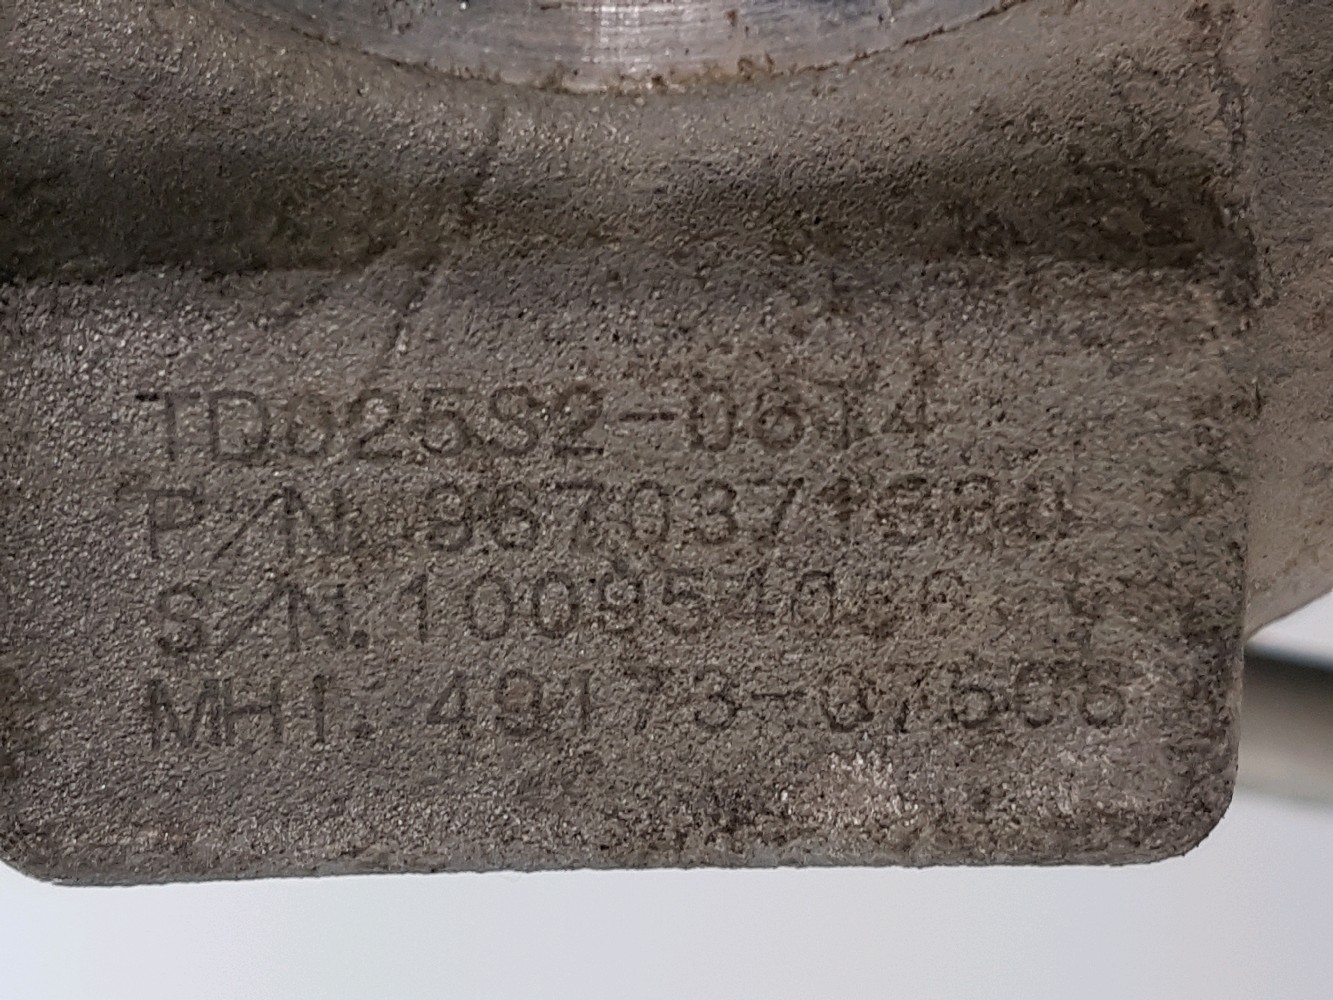 TD025S2-06T4
P/N. 9670371380
S/N.
MHI. 49173-07508